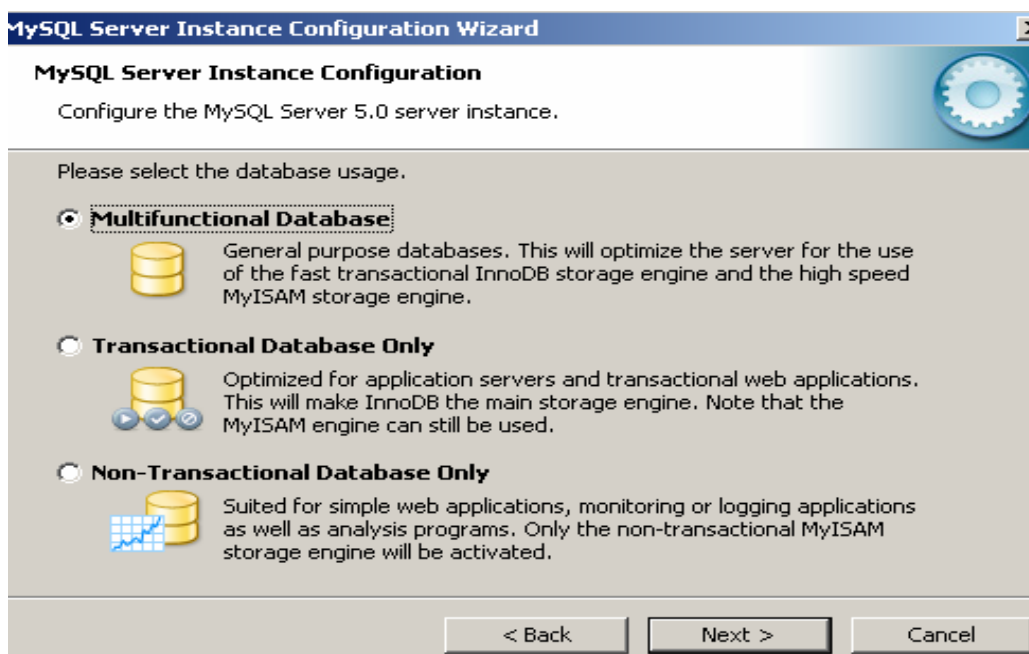 MySQL Server Instance Configuration Wizard
MySQL Server Instance Configuration
Configure the MySQL Server 5.0 server instance.
Please select the database usage.
Multifunctional Database
General purpose databases. This will optimize the server for the use
of the fast transactional InnoDB storage engine and the high speed
MyISAM storage engine.
Transactional Database Only
Optimized for application servers and transactional web applications.
This will make InnoDB the main storage engine. Note that the
MyISAM engine can still be used.
Non-Transactional Database Only
Suited for simple web applications, monitoring or logging applications
as well as analysis programs. Only the non-transactional MyISAM
storage engine will be activated.
< Back
Next >
Cancel